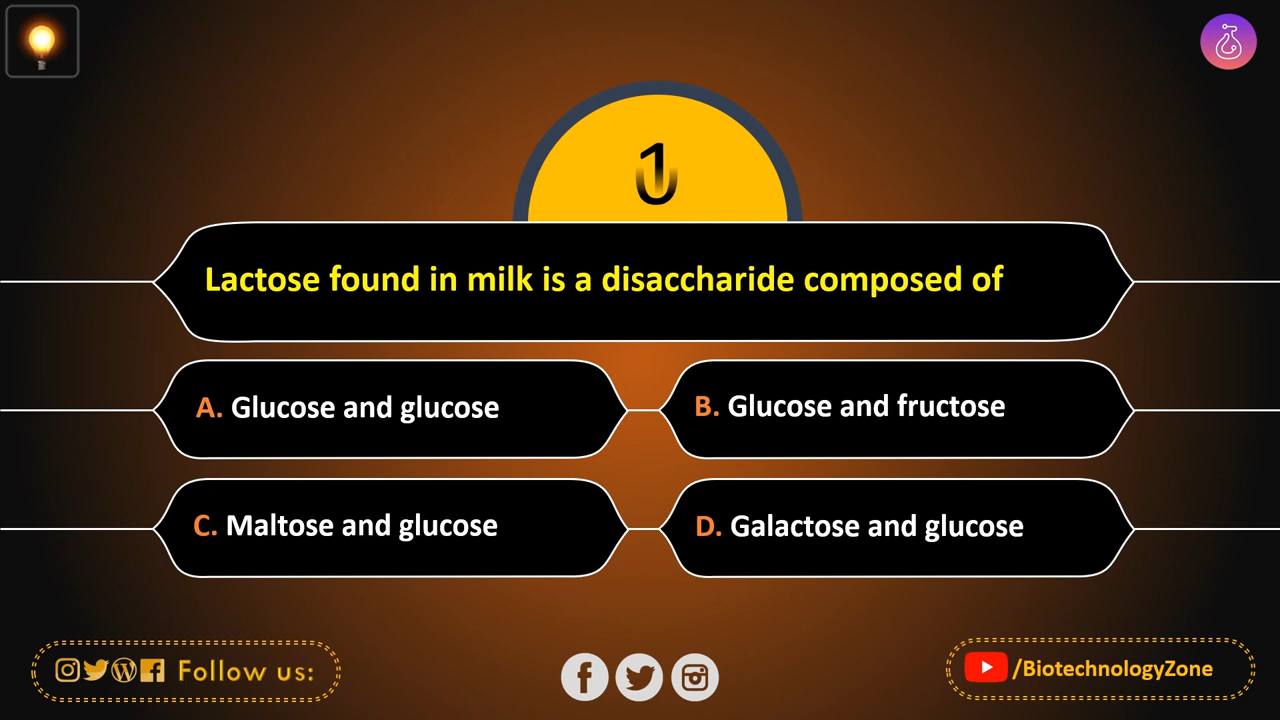 Lactose found in milk is a disaccharide composed of
A. Glucose and glucose
B. Glucose and fructose
C. Maltose and glucose
D. Galactose and glucose
Follow us:
/BiotechnologyZone